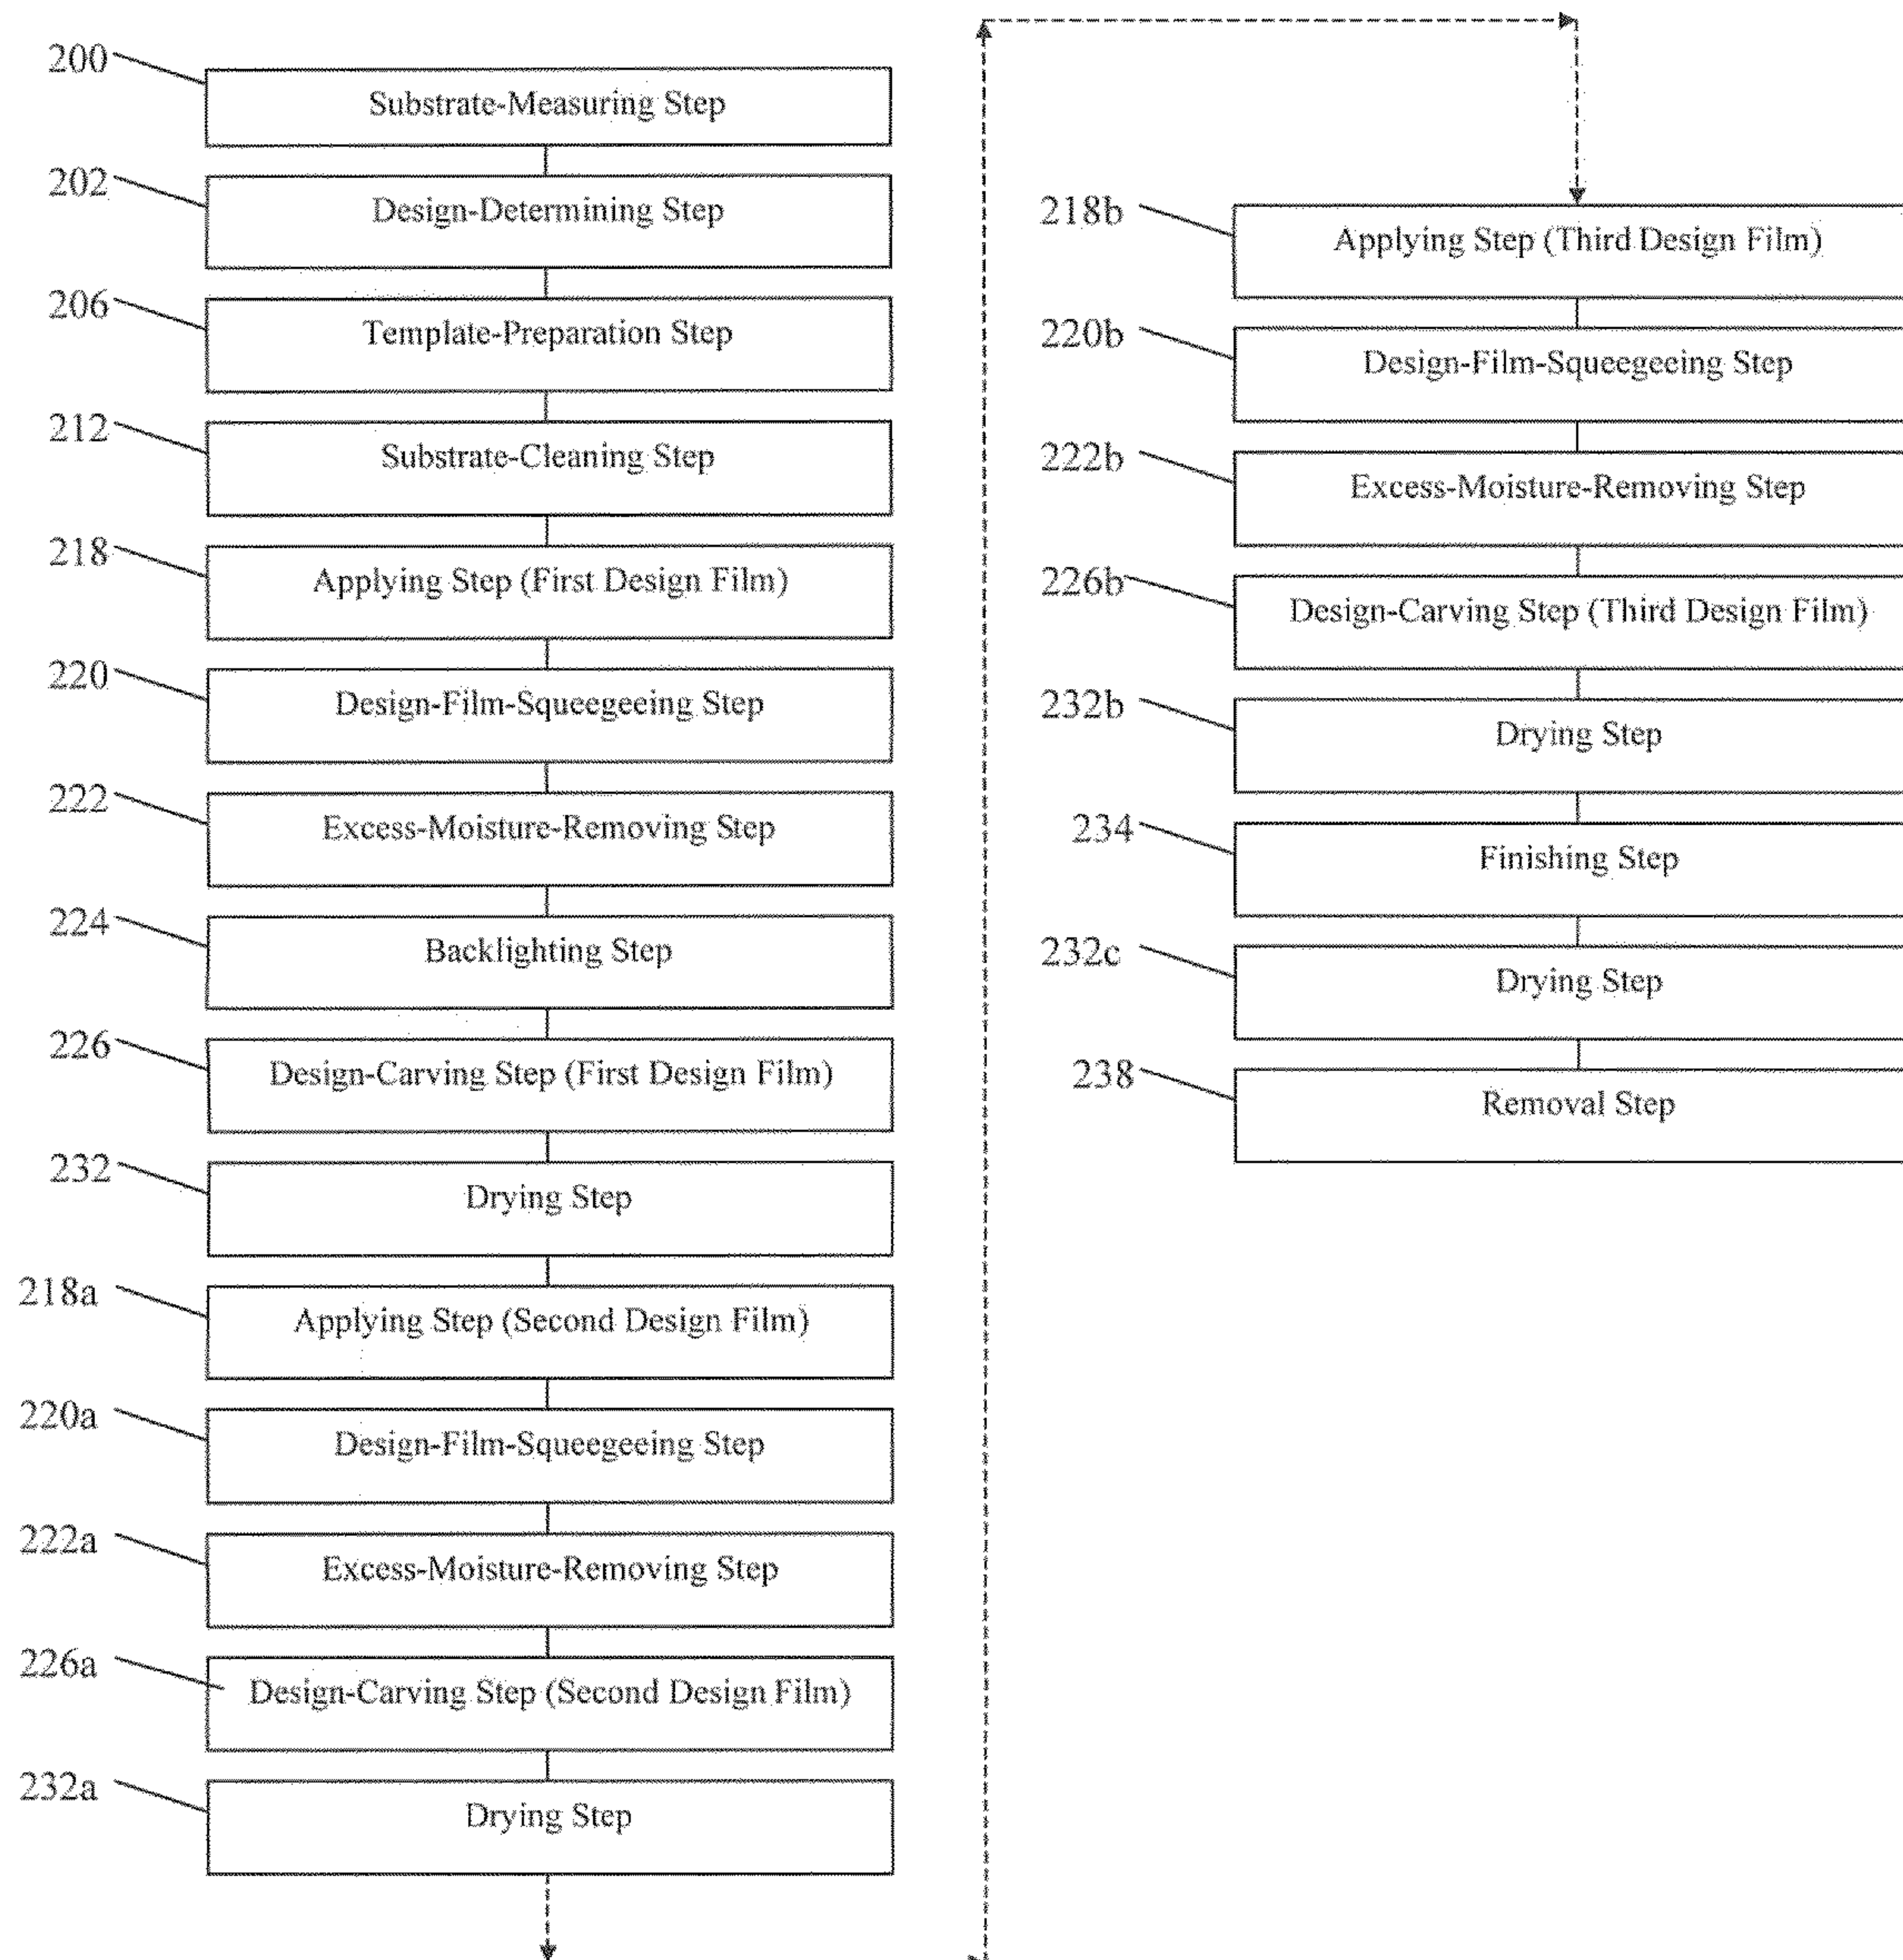 200
Substrate-Measuring Step
202
Design-Determining Step
206
Template-Preparation Step
212
Substrate-Cleaning Step
218
Applying Step (First Design Film)
220
Design-Film-Squeegeeing Step
222
Excess-Moisture-Removing Step
224
Backlighting Step
226
Design-Carving Step (First Design Film)
232
Drying Step
218a
Applying Step (Second Design Film)
220a
Design-Film-Squeegeeing Step
222a
Excess-Moisture-Removing Step
226a
Design-Carving Step (Second Design Film)
232a
Drying Step
218b
Applying Step (Third Design Film)
220b
Design-Film-Squeegeeing Step
222b
Excess-Moisture-Removing Step
226b
Design-Carving Step (Third Design Film)
232b
Drying Step
234
Finishing Step
232c
Drying Step
238
Removal Step